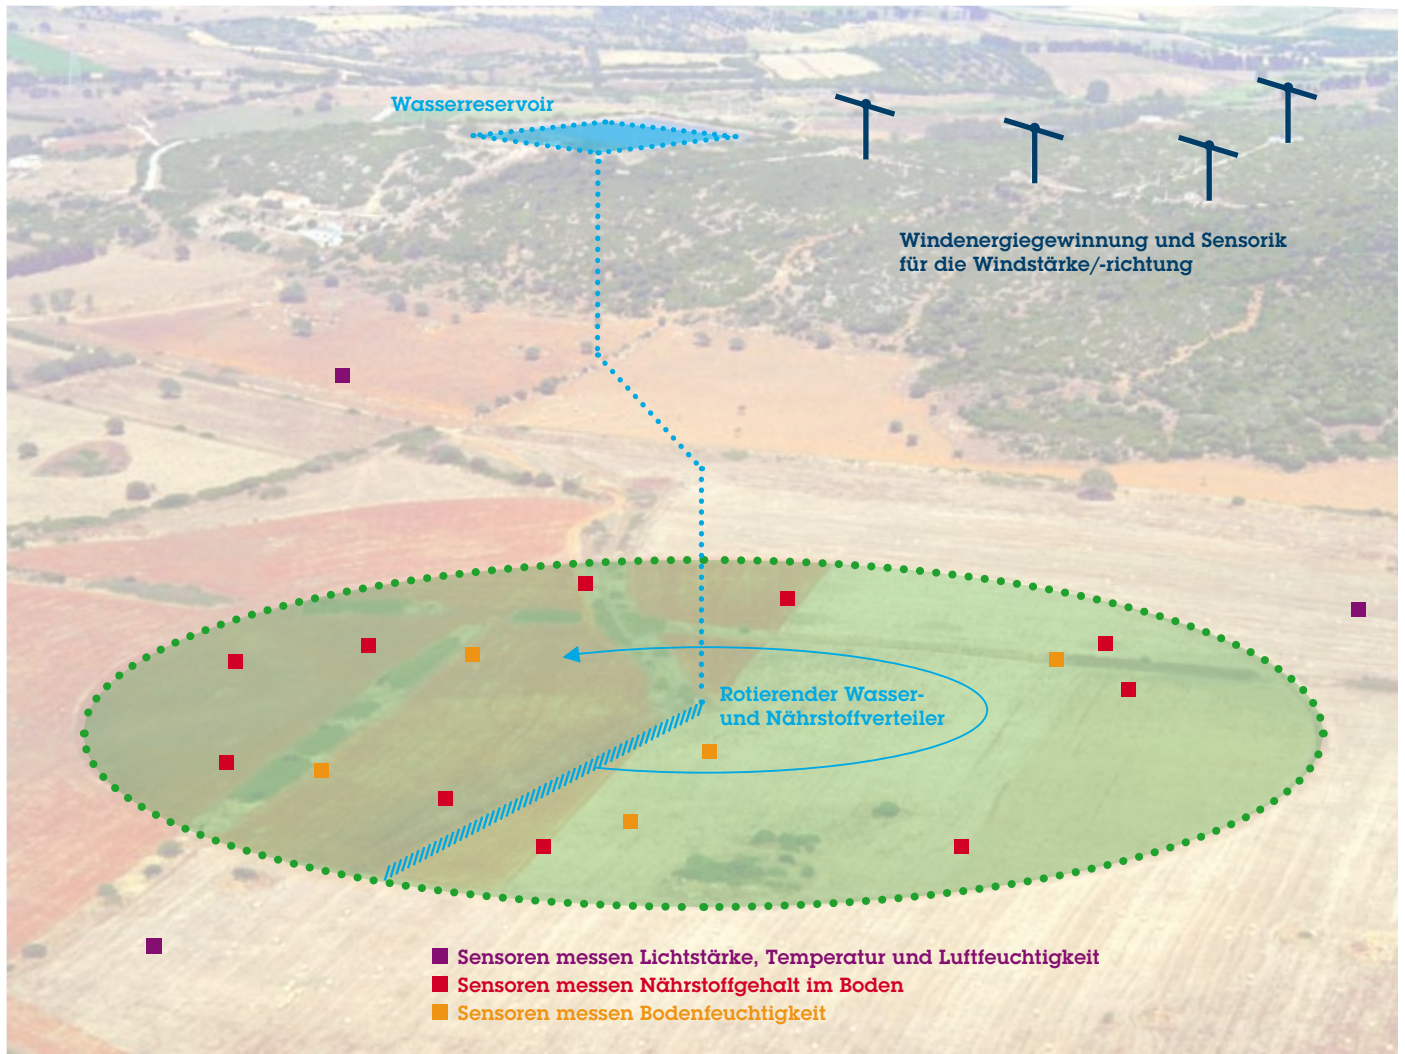 Wasserreservoir
Windenergiegewinnung und Sensorik
für die Windstärke/-richtung
Rotierender Wasser-
und Nährstoffverteiler
Sensoren messen Lichtstärke, Temperatur und Luftfeuchtigkeit
Sensoren messen Nährstoffgehalt im Boden
Sensoren messen Bodenfeuchtigkeit